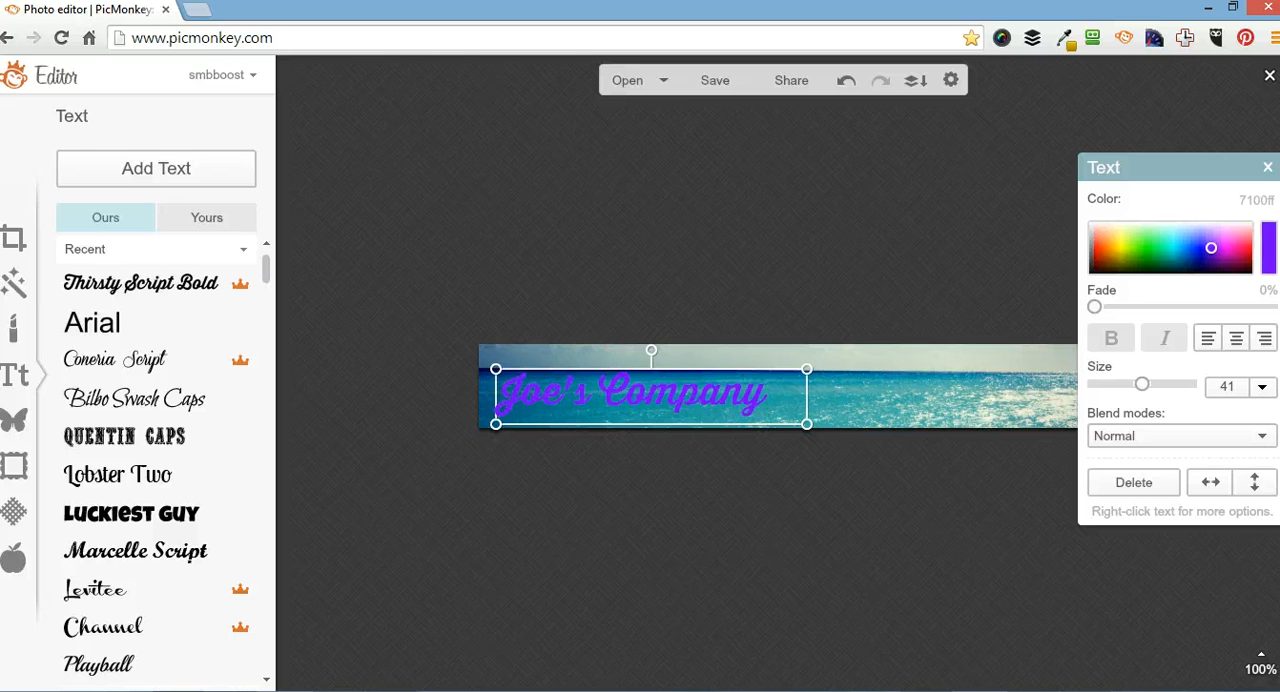 Photo editor | PicMonkey:
www.picmonkey.com
Editor
smbboost
Open
Save
Share
Text
Add Text
Ours
Yours
Recent
Thirsty Script Bold
Arial
Coneria Script
Bilbo Swash Caps
QUENTIN CAPS
Lobster Two
LUCKIEST GUY
Marcelle Script
Levitee
Channel
Playball
Tt
Joe's Company
Text
Color:
7100ff
Fade
0%
B
I
Size
41
Blend modes:
Normal
Delete
Right-click text for more options.
100%